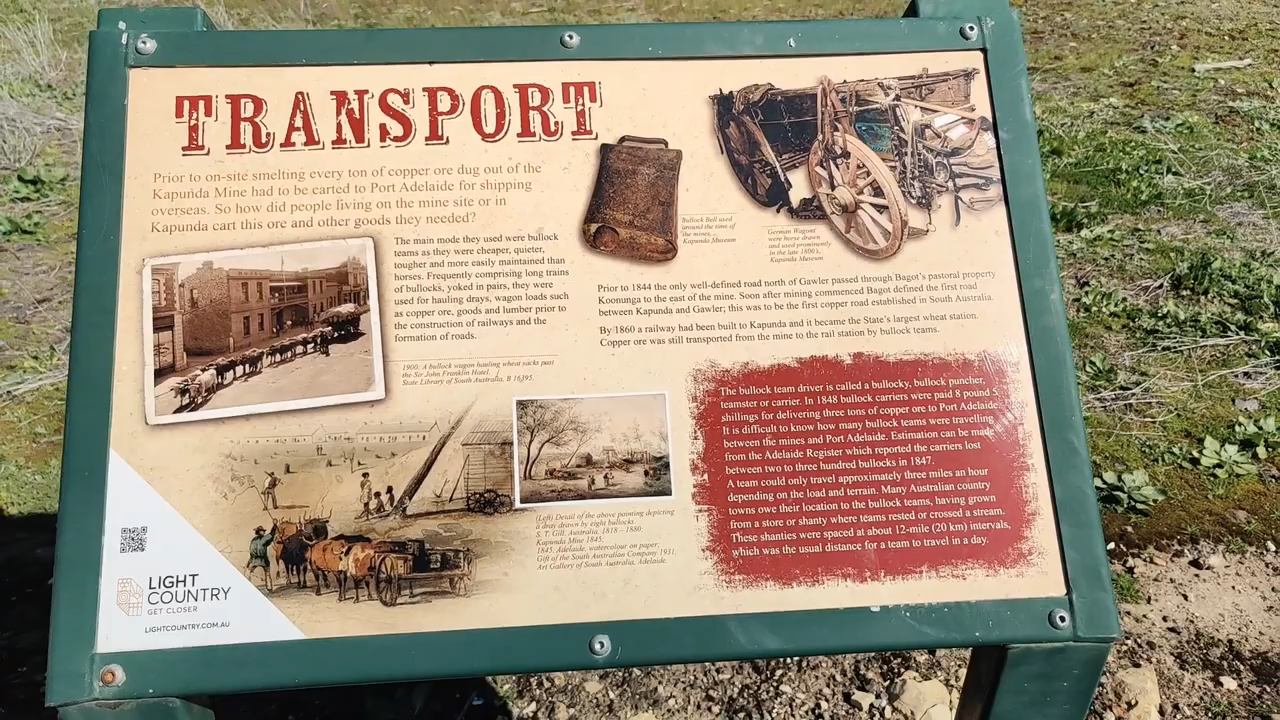 TRANSPORT
Prior to on-site smelting every ton of copper ore dug out of the
Kapunda Mine had to be carted to Port Adelaide for shipping
overseas. So how did people living on the mine site or in
Kapunda cart this ore and other goods they needed?
The main mode they used were bullock
teams as they were cheaper, quieter,
tougher and more easily maintained than
horses. Frequently comprising long trains
of bullocks, yoked in pairs, they were
used for hauling drays, wagon loads such
as copper ore, goods and lumber prior to
the construction of railways and the
formation of roads.
1900: A bullock wagon hauling wheat sacks past
the Sir John Franklin Hotel.
State Library of South Australia, B 16395.
Bullock Bell used
around the time of
the mines.
Kapunda Museum
German Wagons
were horse drawn
and used prominently
in the late 1800's.
Kapunda Museum
Prior to 1844 the only well-defined road north of Gawler passed through Bagot's pastoral property
Koonunga to the east of the mine. Soon after mining commenced Bagot defined the first road
between Kapunda and Gawler; this was to be the first copper road established in South Australia.
By 1860 a railway had been built to Kapunda and it became the State's largest wheat station.
Copper ore was still transported from the mine to the rail station by bullock teams.
The bullock team driver is called a bullocky, bullock puncher,
teamster or carrier. In 1848 bullock carriers were paid 8 pound 5
shillings for delivering three tons of copper ore to Port Adelaide.
It is difficult to know how many bullock teams were travelling
between the mines and Port Adelaide. Estimation can be made
from the Adelaide Register which reported the carriers lost
between two to three hundred bullocks in 1847.
A team could only travel approximately three miles an hour
depending on the load and terrain. Many Australian country
towns owe their location to the bullock teams, having grown
from a store or shanty where teams rested or crossed a stream.
These shanties were spaced at about 12-mile (20 km) intervals,
which was the usual distance for a team to travel in a day.
(Left) Detail of the above painting depicting
a dray drawn by eight bullocks
S. T. Gill, Australia, 1818 – 1880;
Kapunda Mine 1845;
1845, Adelaide, watercolour on paper;
Gift of the South Australian Company 1931,
Art Gallery of South Australia, Adelaide.
LIGHT
COUNTRY
GET CLOSER
LIGHTCOUNTRY.COM.AU